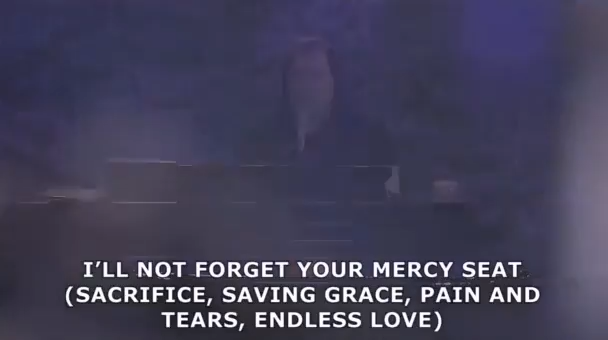 I'LL NOT FORGET YOUR MERCY SEAT
(SACRIFICE, SAVING GRACE, PAIN AND
TEARS, ENDLESS LOVE)